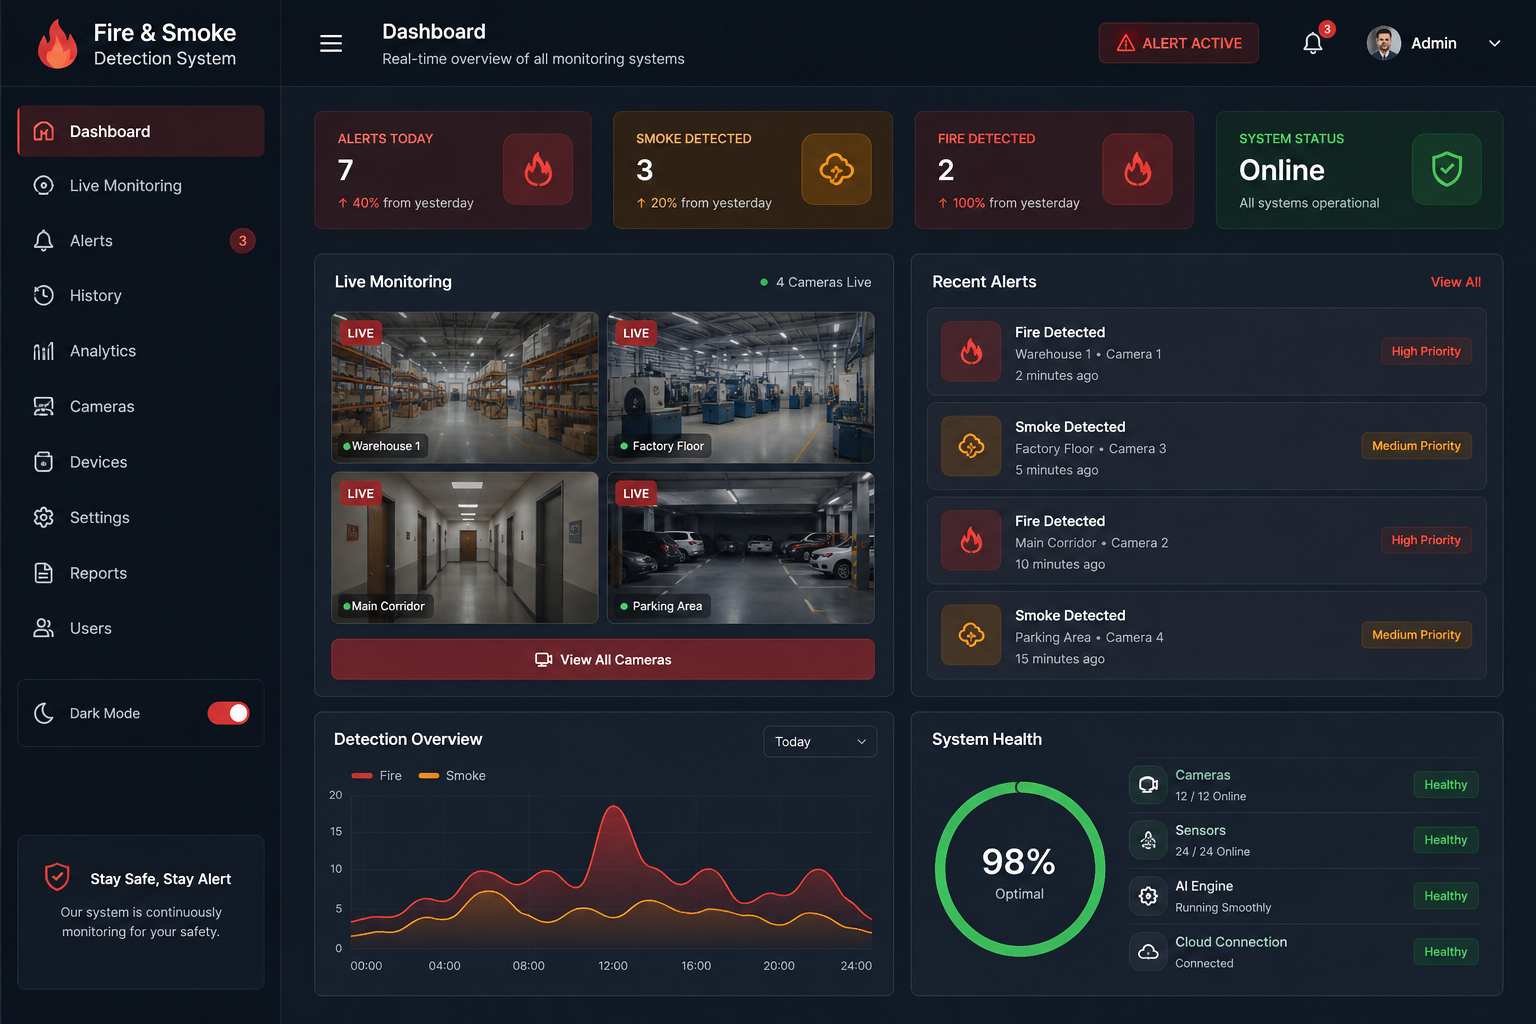 Fire & Smoke
Detection System
Dashboard
Real-time overview of all monitoring systems
ALERT ACTIVE
3
Admin
Dashboard
Live Monitoring
Alerts
3
History
Analytics
Cameras
Devices
Settings
Reports
Users
Dark Mode
Stay Safe, Stay Alert
Our system is continuously
monitoring for your safety.
ALERTS TODAY
7
↑ 40% from yesterday
SMOKE DETECTED
3
↑ 20% from yesterday
FIRE DETECTED
2
↑ 100% from yesterday
SYSTEM STATUS
Online
All systems operational
Live Monitoring
4 Cameras Live
LIVE
Warehouse 1
LIVE
Factory Floor
LIVE
Main Corridor
LIVE
Parking Area
View All Cameras
Recent Alerts
View All
Fire Detected
Warehouse 1 • Camera 1
2 minutes ago
High Priority
Smoke Detected
Factory Floor • Camera 3
5 minutes ago
Medium Priority
Fire Detected
Main Corridor • Camera 2
10 minutes ago
High Priority
Smoke Detected
Parking Area • Camera 4
15 minutes ago
Medium Priority
Detection Overview
Today
Fire
Smoke
20
15
10
5
0
00:00 04:00 08:00 12:00 16:00 20:00 24:00
System Health
98%
Optimal
Cameras
12 / 12 Online
Healthy
Sensors
24 / 24 Online
Healthy
AI Engine
Running Smoothly
Healthy
Cloud Connection
Connected
Healthy